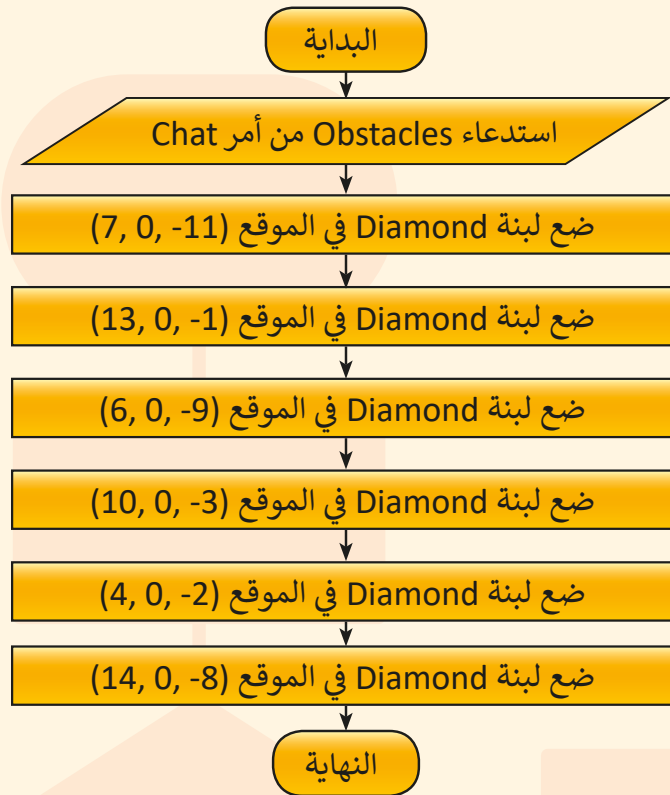 البداية
استدعاء Obstacles من أمر Chat
ضع لبنة Diamond في الموقع (7, 0, -11)
ضع لبنة Diamond في الموقع (13, 0, -1)
ضع لبنة Diamond في الموقع (6, 0, -9)
ضع لبنة Diamond في الموقع (10, 0, -3)
ضع لبنة Diamond في الموقع (4, 0, -2)
ضع لبنة Diamond في الموقع (14, 0, -8)
النهاية